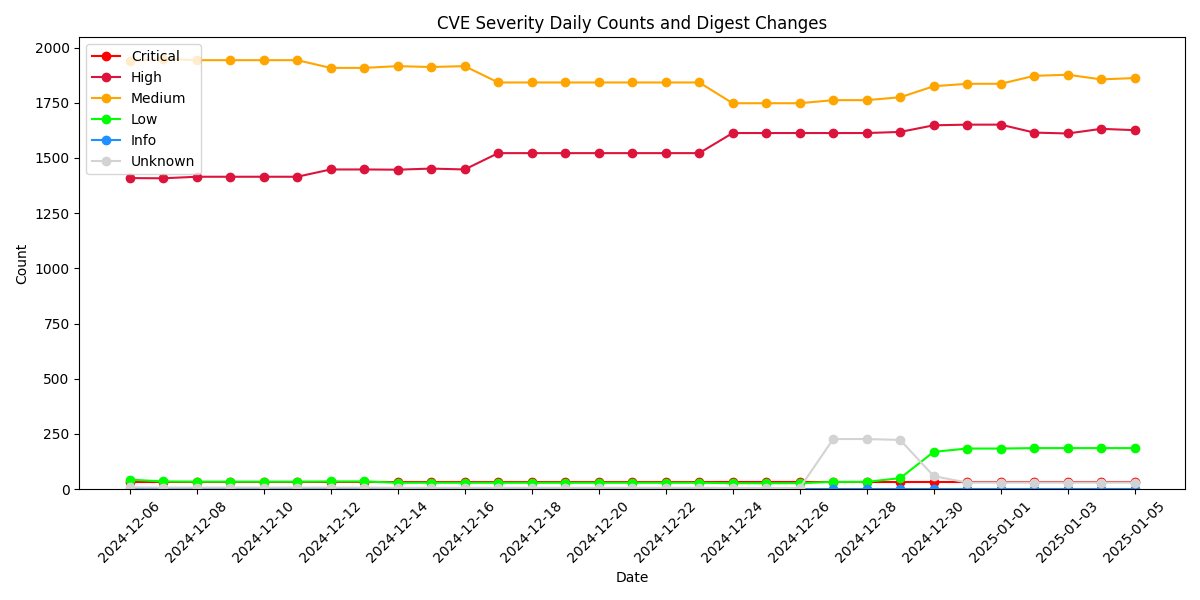 CVE Severity Daily Counts and Digest Changes
Critical
High
Medium
Low
Info
Unknown
2000
1750
1500
1250
1000
750
500
250
0
Count
2024-12-06
2024-12-08
2024-12-10
2024-12-12
2024-12-14
2024-12-16
2024-12-18
2024-12-20
2024-12-22
2024-12-24
2024-12-26
2024-12-28
2024-12-30
2025-01-01
2025-01-03
2025-01-05
Date